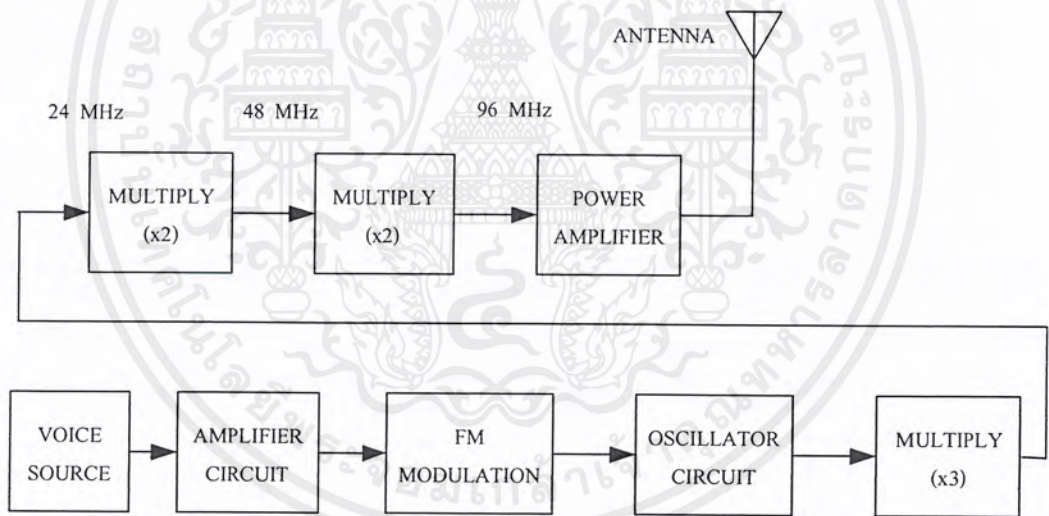 ANTENNA
24 MHz
48 MHz
96 MHz
MULTIPLY
(x2)
MULTIPLY
(x2)
POWER
AMPLIFIER
VOICE
SOURCE
AMPLIFIER
CIRCUIT
FM
MODULATION
OSCILLATOR
CIRCUIT
MULTIPLY
(x3)